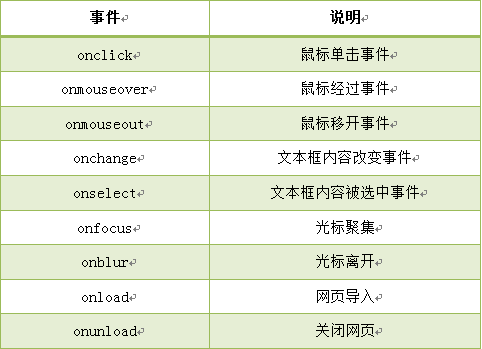 事件 说明
onclick 鼠标单击事件
onmouseover 鼠标经过事件
onmouseout 鼠标移开事件
onchange 文本框内容改变事件
onselect 文本框内容被选中事件
onfocus 光标聚集
onblur 光标离开
onload 网页导入
onunload 关闭网页